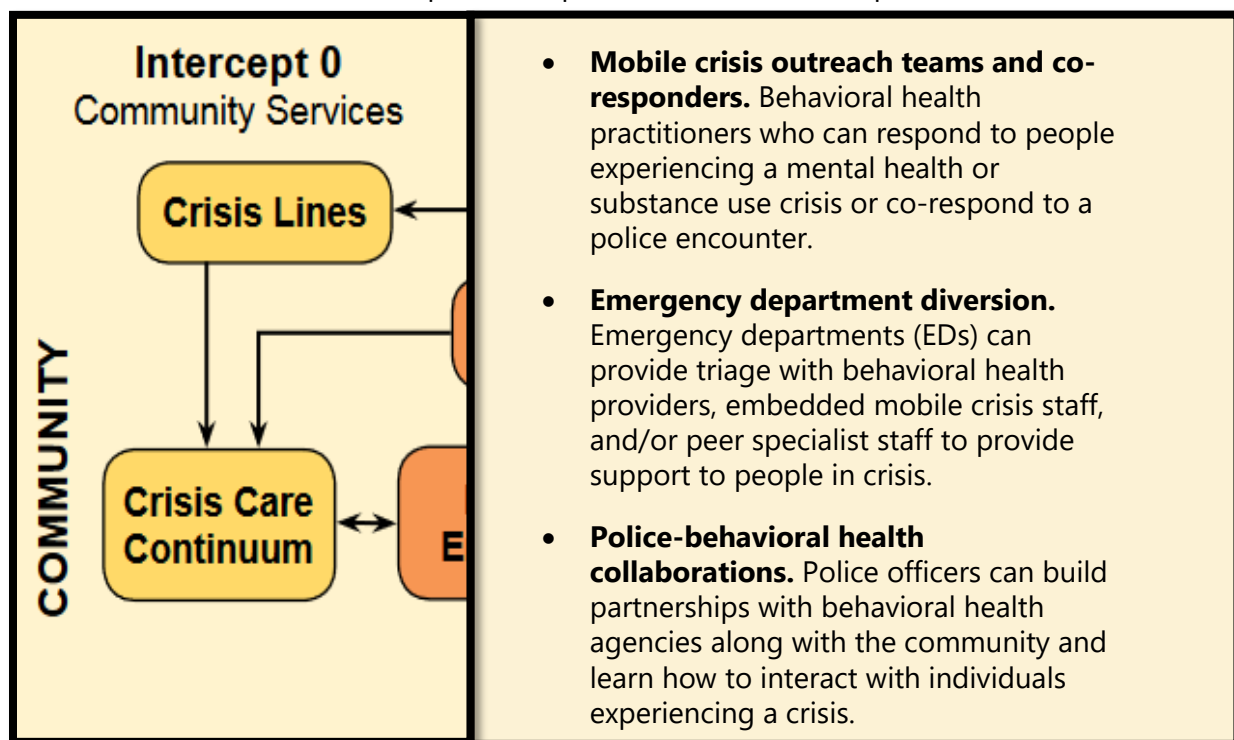 Intercept 0
Community Services
Crisis Lines
COMMUNITY
Crisis Care
Continuum
E
• Mobile crisis outreach teams and co-
responders. Behavioral health
practitioners who can respond to people
experiencing a mental health or
substance use crisis or co-respond to a
police encounter.
• Emergency department diversion.
Emergency departments (EDs) can
provide triage with behavioral health
providers, embedded mobile crisis staff,
and/or peer specialist staff to provide
support to people in crisis.
• Police-behavioral health
collaborations. Police officers can build
partnerships with behavioral health
agencies along with the community and
learn how to interact with individuals
experiencing a crisis.